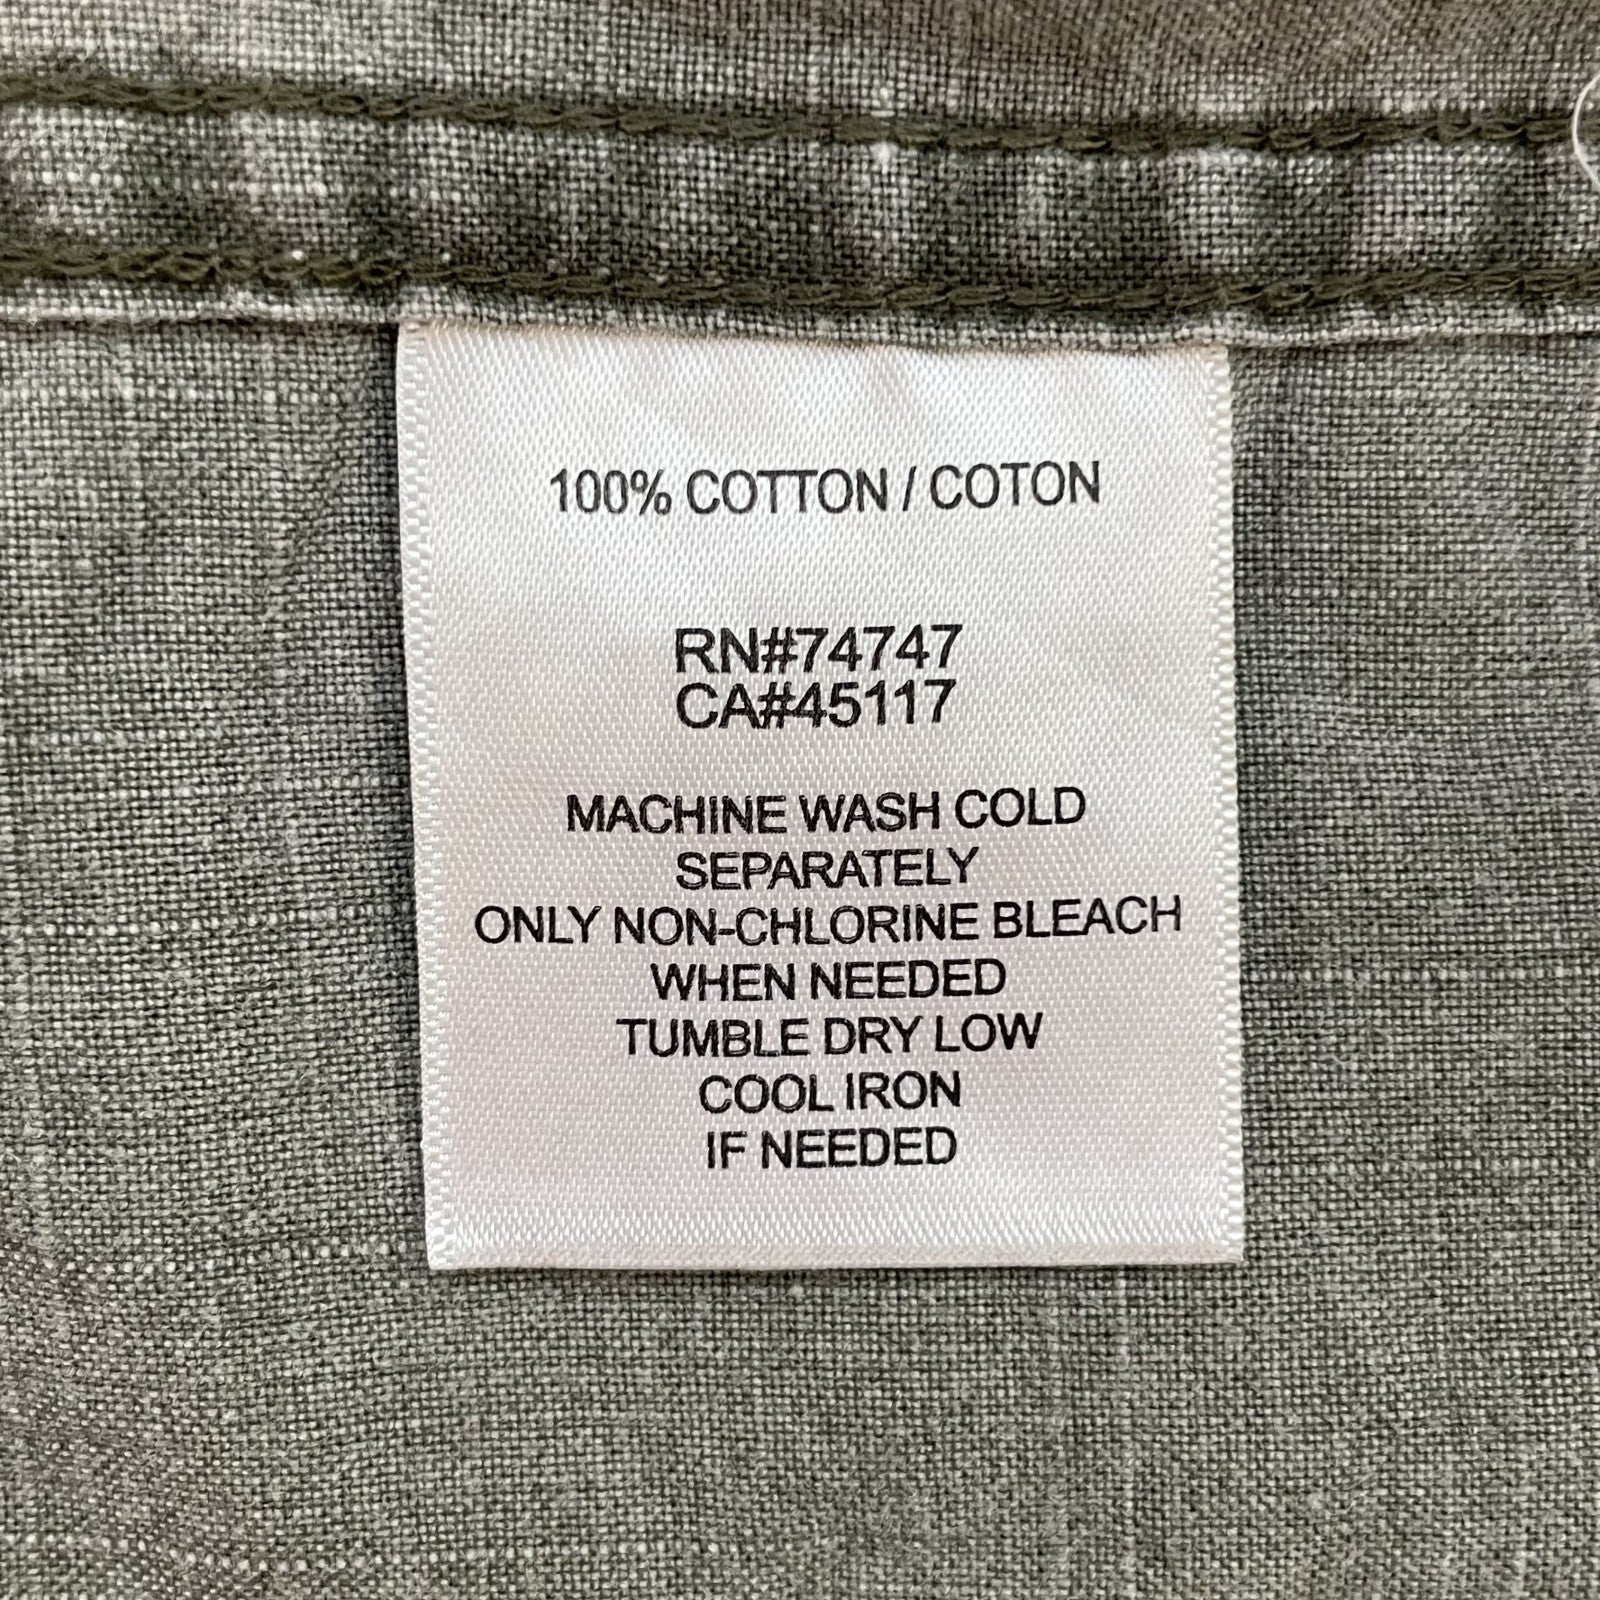 100% COTTON / COTON
RN#74747
CA#45117
MACHINE WASH COLD
SEPARATELY
ONLY NON-CHLORINE BLEACH
WHEN NEEDED
TUMBLE DRY LOW
COOL IRON
IF NEEDED